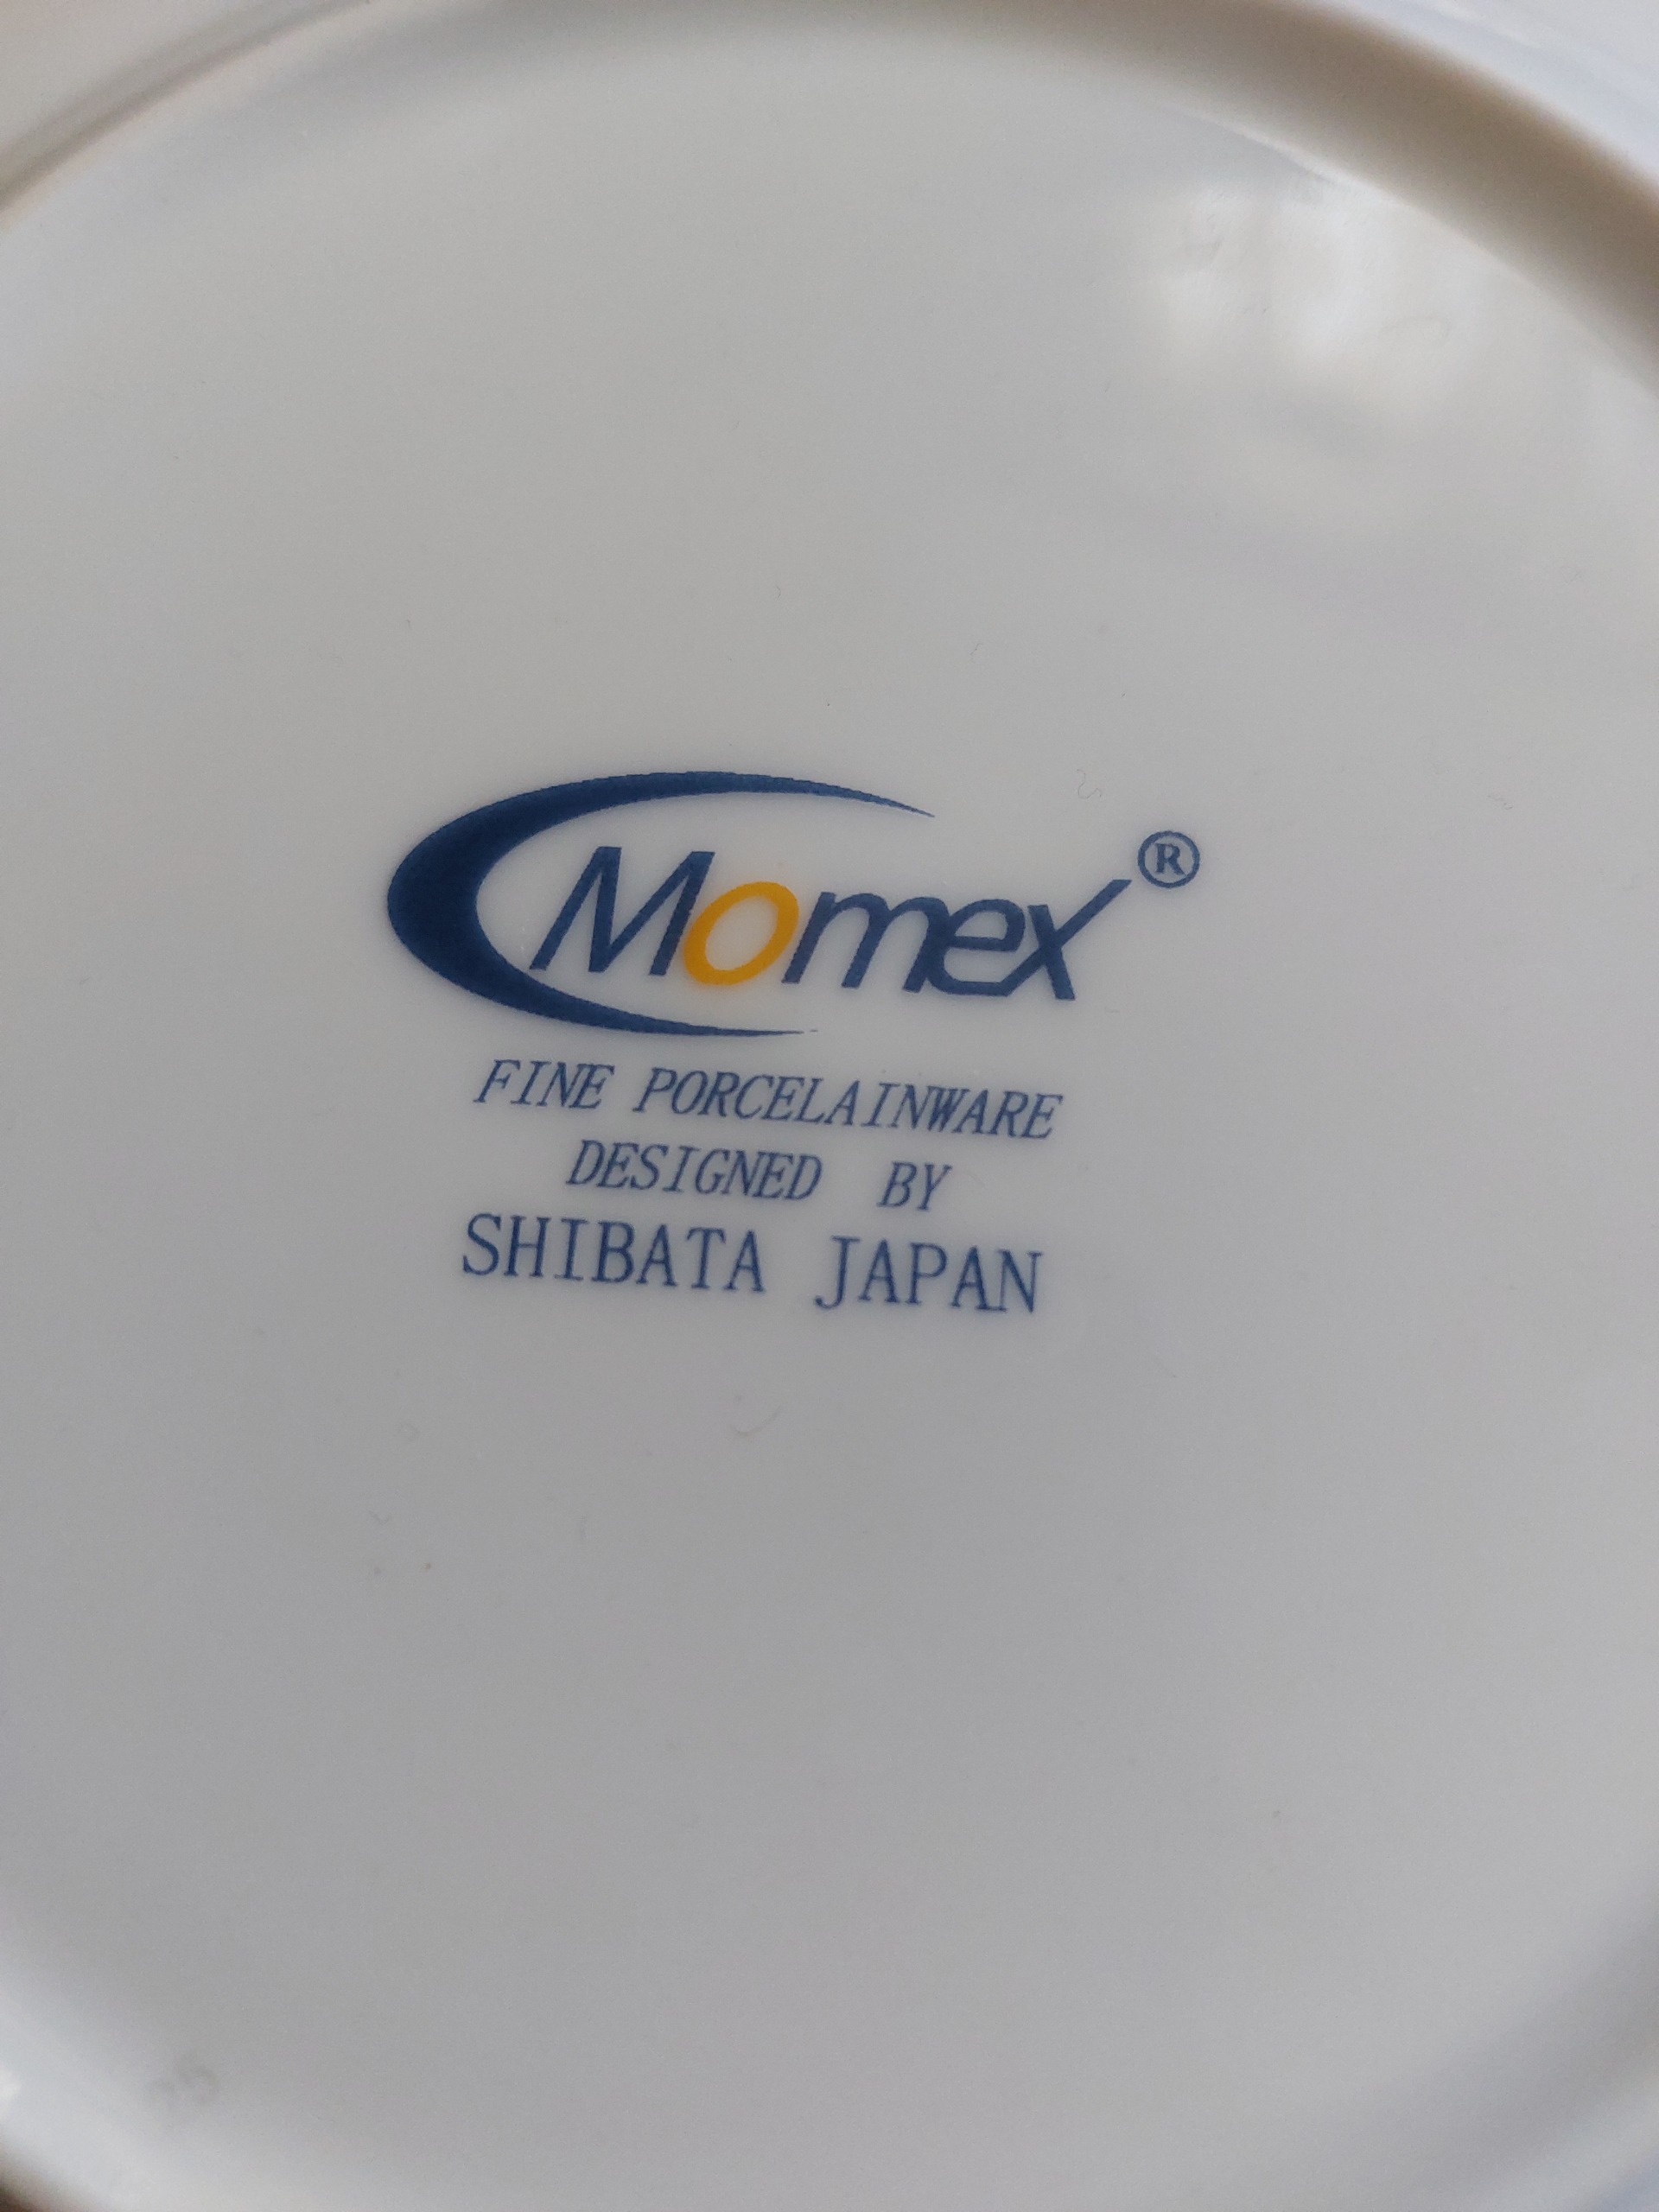 Momex®
FINE PORCELAINWARE
DESIGNED BY
SHIBATA JAPAN